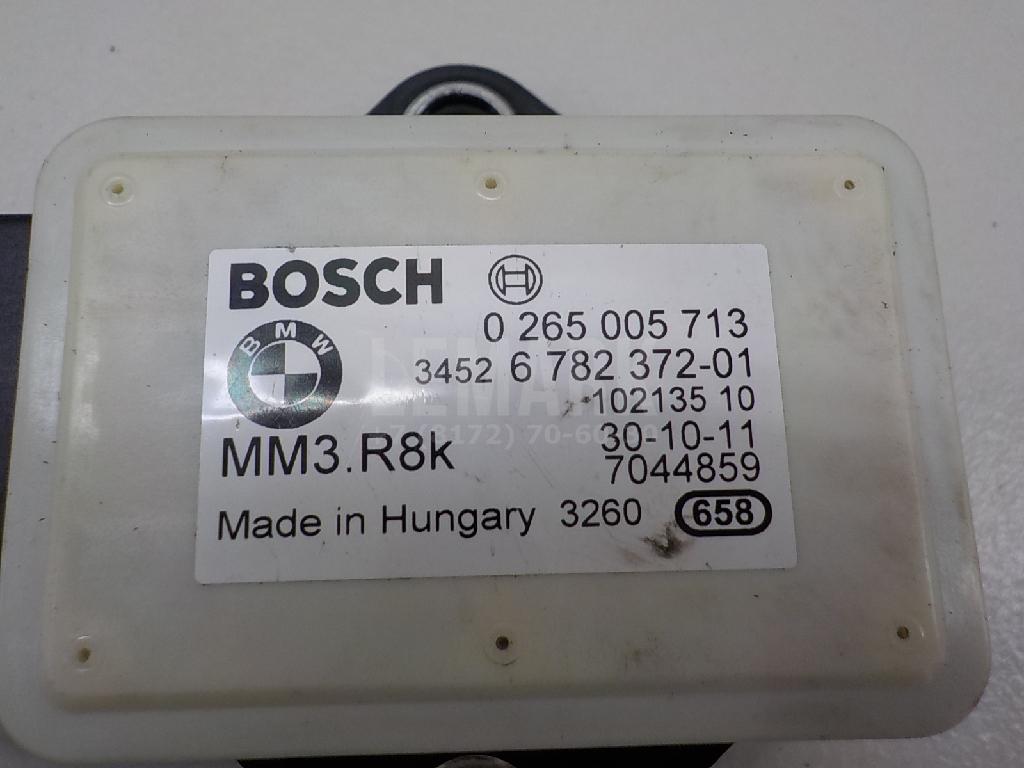 BOSCH
0 265 005 713
BMW
3452 6 782 372-01
102135 10
30-10-11
MM3.R8k
7044859
Made in Hungary 3260 658